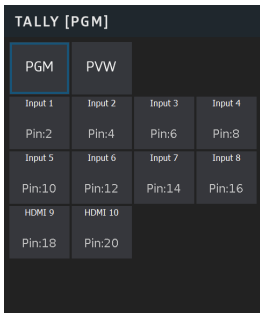 TALLY [PGM]
PGM PVW
Input 1 Input 2 Input 3 Input 4
Pin:2 Pin:4 Pin:6 Pin:8
Input 5 Input 6 Input 7 Input 8
Pin:10 Pin:12 Pin:14 Pin:16
HDMI 9 HDMI 10
Pin:18 Pin:20